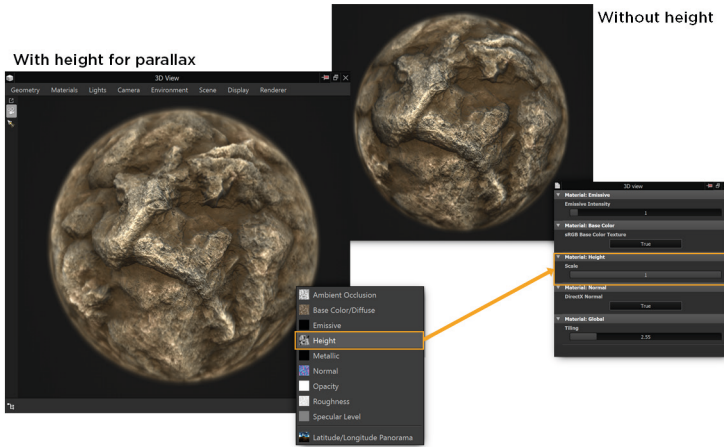 Without height
With height for parallax
3D View
Geometry Materials Lights Camera Environment Scene Display Renderer
3D view
Material: Emissive
Emissive Intensity
1
Material: Base Color
sRGB Base Color Texture
True
Material: Height
Scale
1
Material: Normal
DirectX Normal
True
Material: Global
Tiling
2.55
Ambient Occlusion
Base Color/Diffuse
Emissive
Height
Metallic
Normal
Opacity
Roughness
Specular Level
Latitude/Longitude Panorama